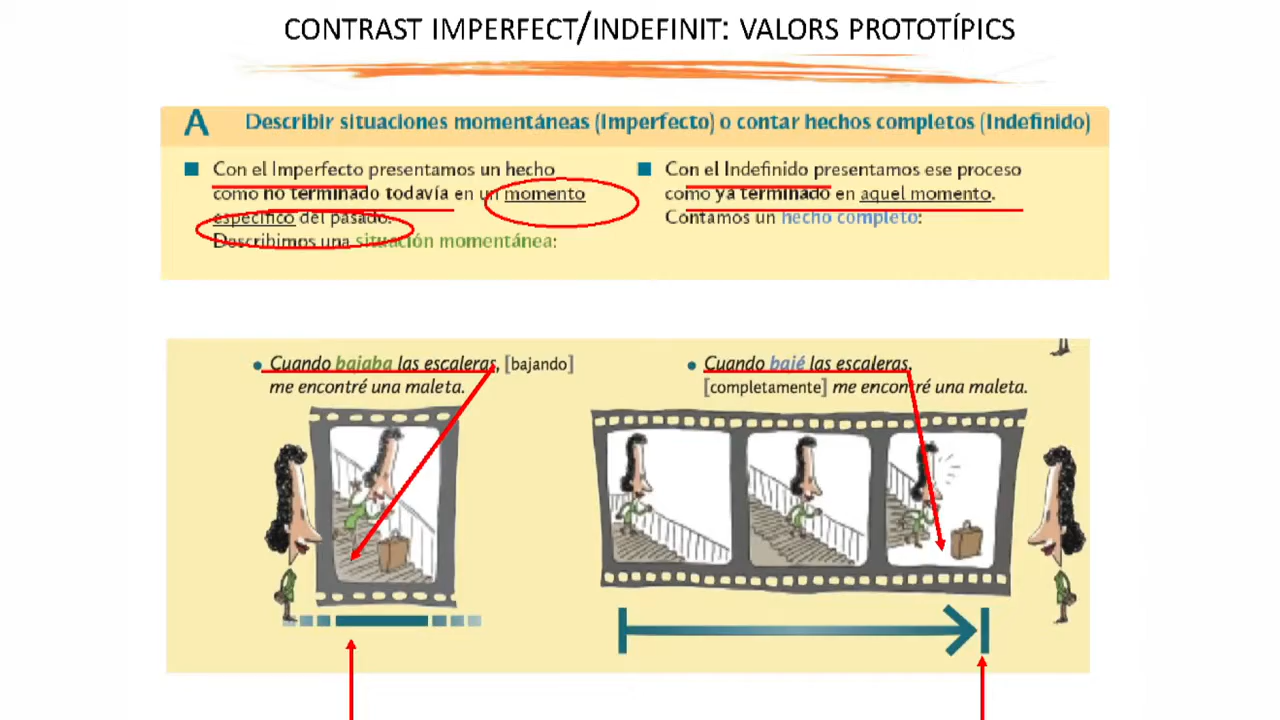 CONTRAST IMPERFECT/INDEFINIT: VALORS PROTOTÍPICS
A Describir situaciones momentáneas (Imperfecto) o contar hechos completos (Indefinido)
Con el Imperfecto presentamos un hecho
como no terminado todavía en un momento
específico del pasado.
Describimos una situación momentánea:
Con el Indefinido presentamos ese proceso
como ya terminado en aquel momento.
Contamos un hecho completo:
Cuando bajaba las escaleras, [bajando]
me encontré una maleta.
Cuando bajé las escaleras,
[completamente] me encontré una maleta.